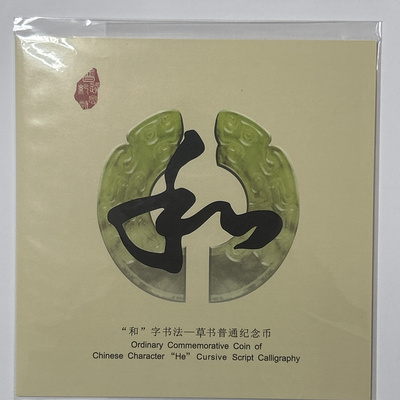 和
“和”字书法—草书普通纪念币
Ordinary Commemorative Coin of
Chinese Character “He” Cursive Script Calligraphy